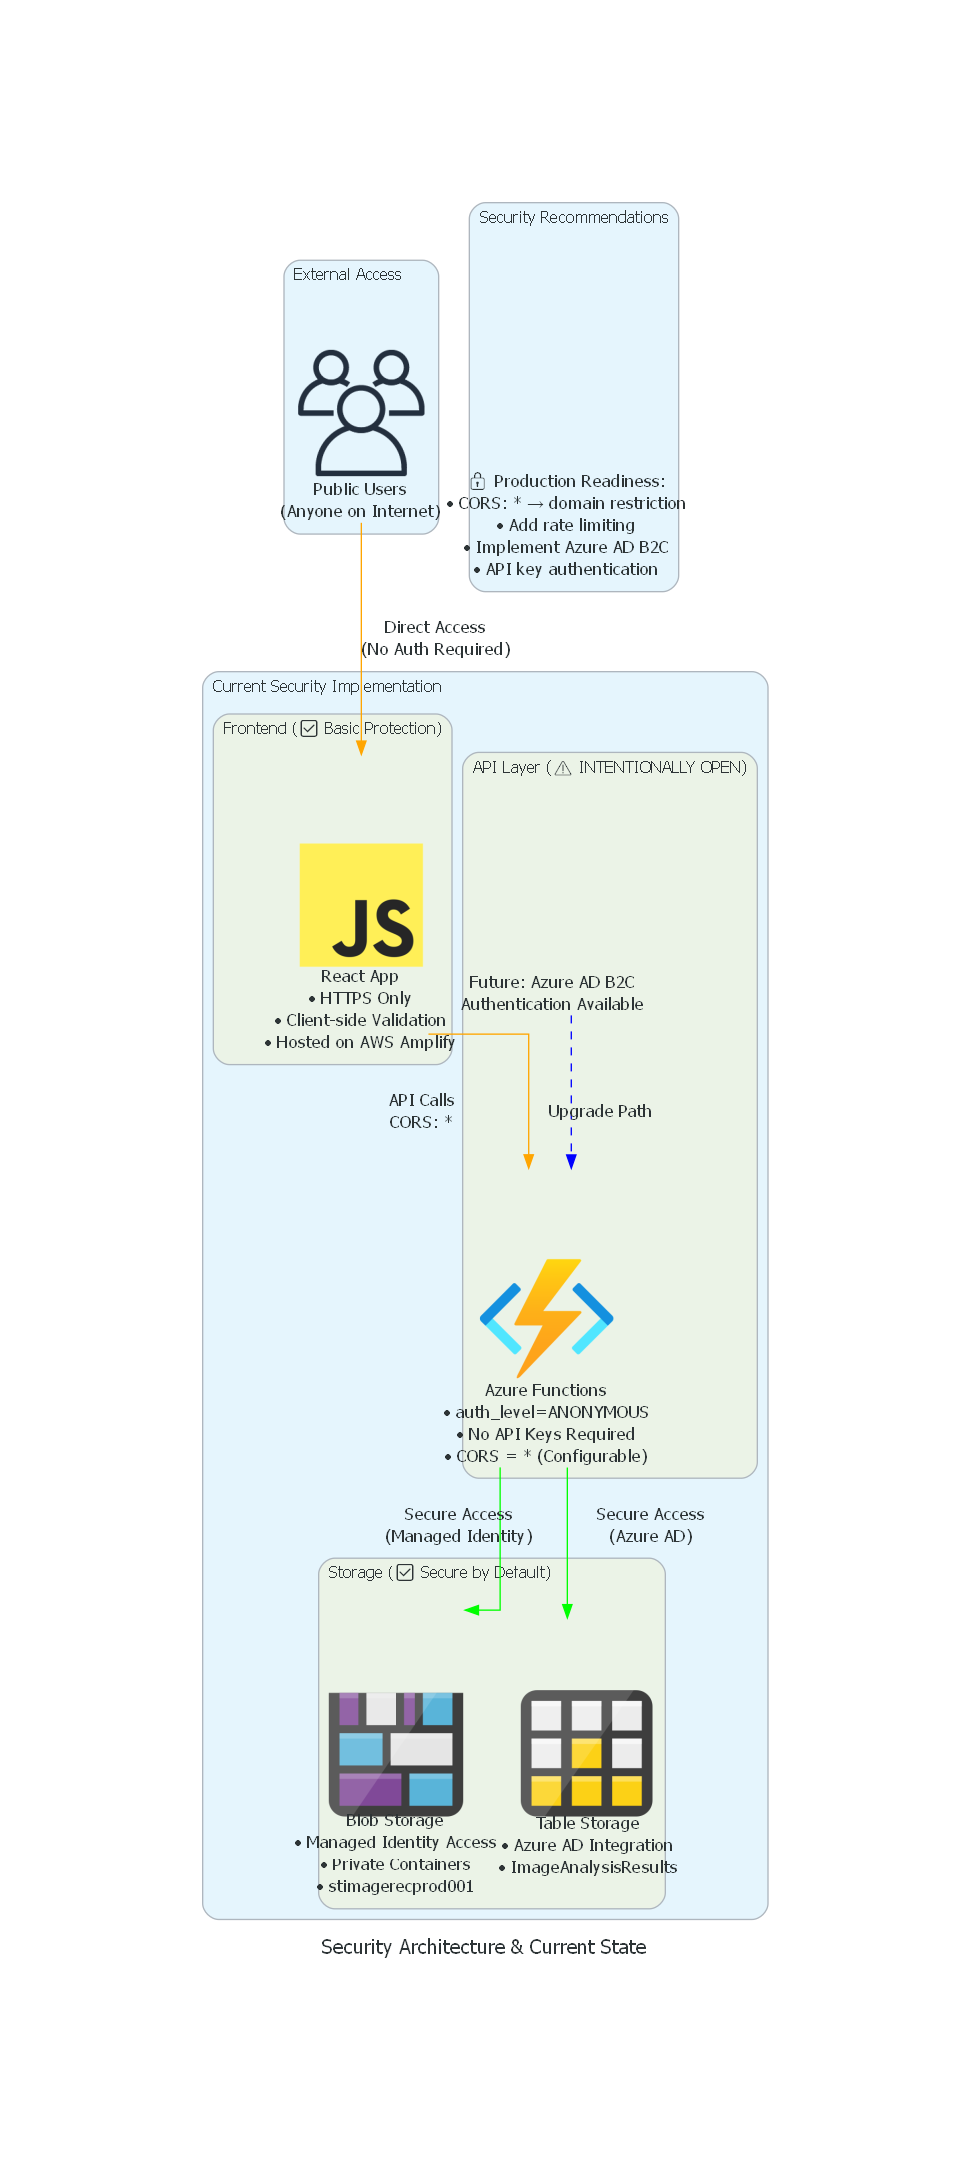 Security Recommendations
External Access
🔒 Production Readiness:
• CORS: * → domain restriction
• Add rate limiting
• Implement Azure AD B2C
• API key authentication
Public Users
(Anyone on Internet)
Direct Access
(No Auth Required)
Current Security Implementation
Frontend (☑ Basic Protection)
API Layer (⚠ INTENTIONALLY OPEN)
JS
React App
• HTTPS Only
• Client-side Validation
• Hosted on AWS Amplify
Future: Azure AD B2C
Authentication Available
API Calls
CORS: *
Upgrade Path
Azure Functions
• auth_level=ANONYMOUS
• No API Keys Required
• CORS = * (Configurable)
Secure Access
(Managed Identity)
Secure Access
(Azure AD)
Storage (☑ Secure by Default)
Blob Storage
• Managed Identity Access
• Private Containers
• stimagerecprod001
Table Storage
• Azure AD Integration
• ImageAnalysisResults
Security Architecture & Current State